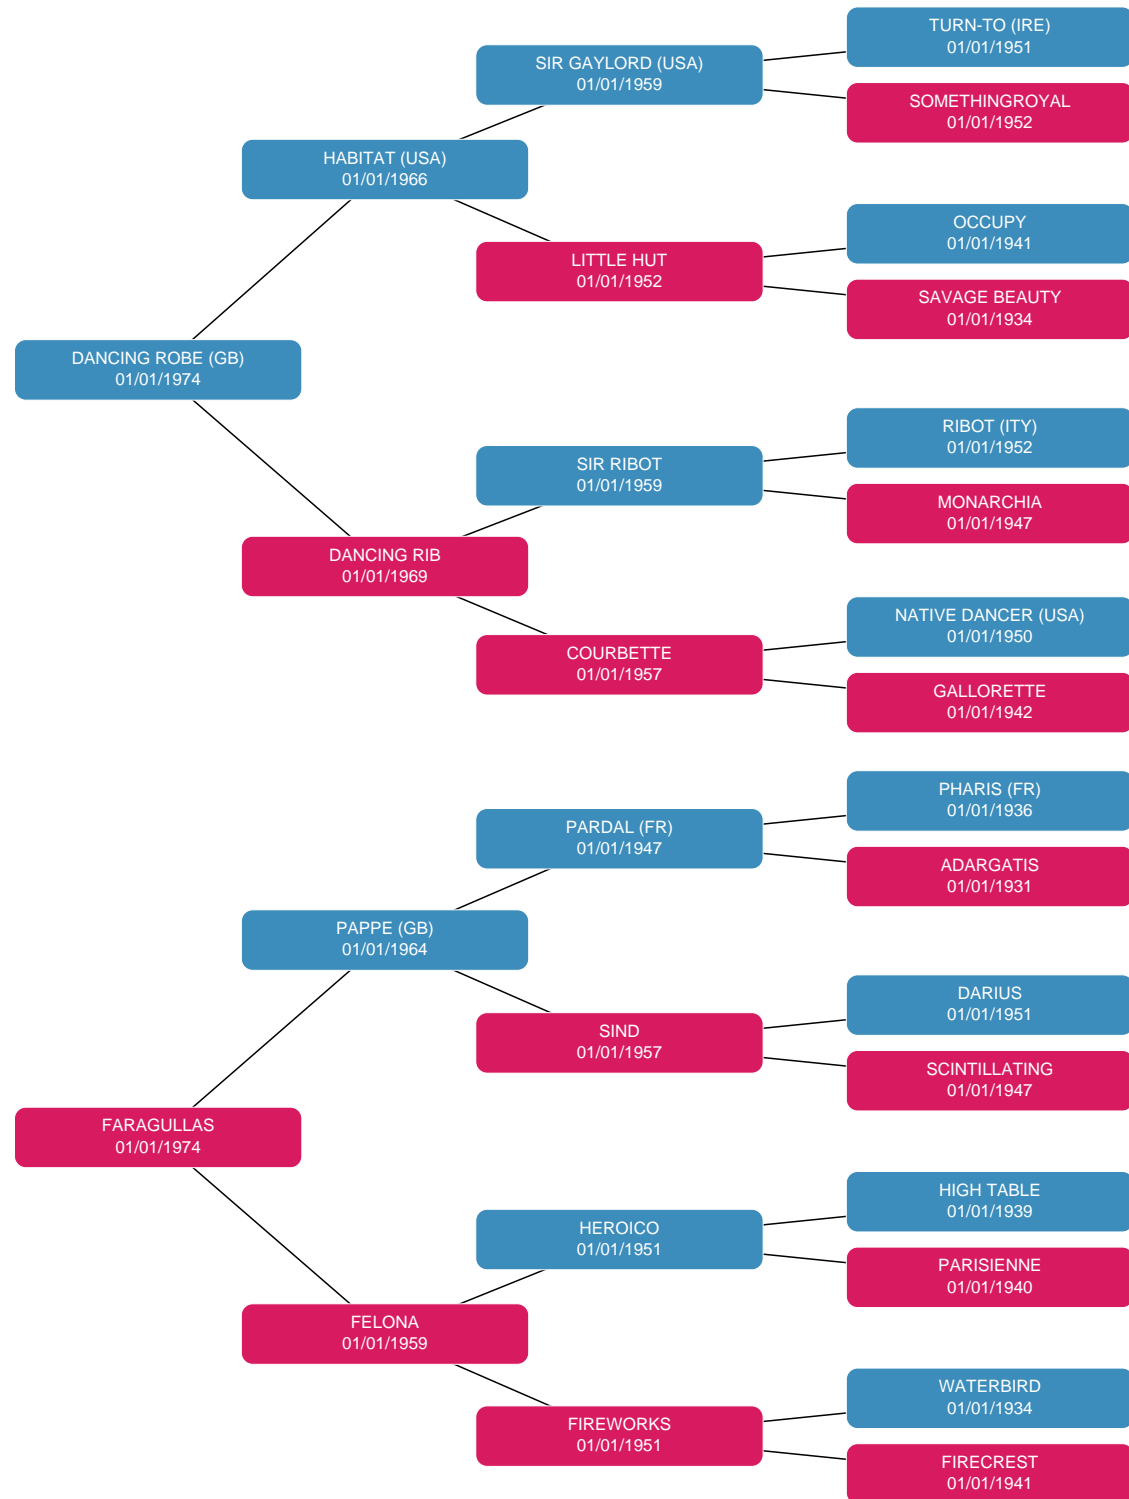 TURN-TO (IRE)
01/01/1951
SIR GAYLORD (USA)
01/01/1959
SOMETHINGROYAL
01/01/1952
HABITAT (USA)
01/01/1966
OCCUPY
01/01/1941
LITTLE HUT
01/01/1952
SAVAGE BEAUTY
01/01/1934
DANCING ROBE (GB)
01/01/1974
RIBOT (ITY)
01/01/1952
SIR RIBOT
01/01/1959
MONARCHIA
01/01/1947
DANCING RIB
01/01/1969
NATIVE DANCER (USA)
01/01/1950
COURBETTE
01/01/1957
GALLORETTE
01/01/1942
PHARIS (FR)
01/01/1936
PARDAL (FR)
01/01/1947
ADARGATIS
01/01/1931
PAPPE (GB)
01/01/1964
DARIUS
01/01/1951
SIND
01/01/1957
SCINTILLATING
01/01/1947
FARAGULLAS
01/01/1974
HIGH TABLE
01/01/1939
HEROICO
01/01/1951
PARISIENNE
01/01/1940
FELONA
01/01/1959
WATERBIRD
01/01/1934
FIREWORKS
01/01/1951
FIRECREST
01/01/1941